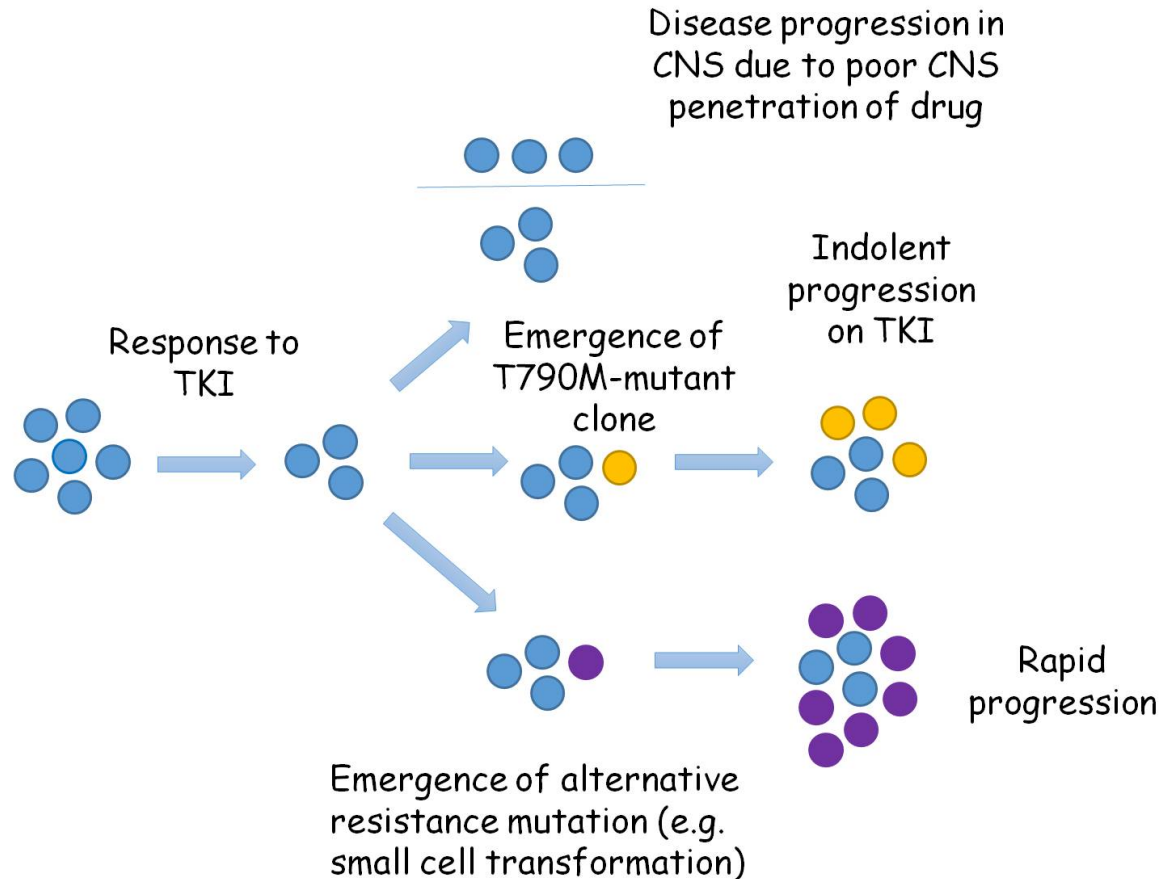 Disease progression in
CNS due to poor CNS
penetration of drug
Response to
TKI
Emergence of
T790M-mutant
clone
Indolent
progression
on TKI
Rapid
progression
Emergence of alternative
resistance mutation (e.g.
small cell transformation)